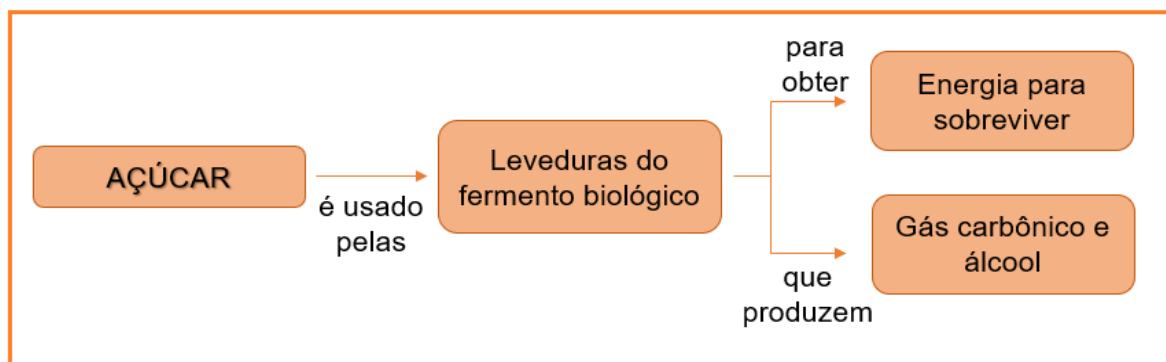 AÇÚCAR
é usado
pelas
Leveduras do
fermento biológico
para
obter
Energia para
sobreviver
que
produzem
Gás carbônico e
álcool